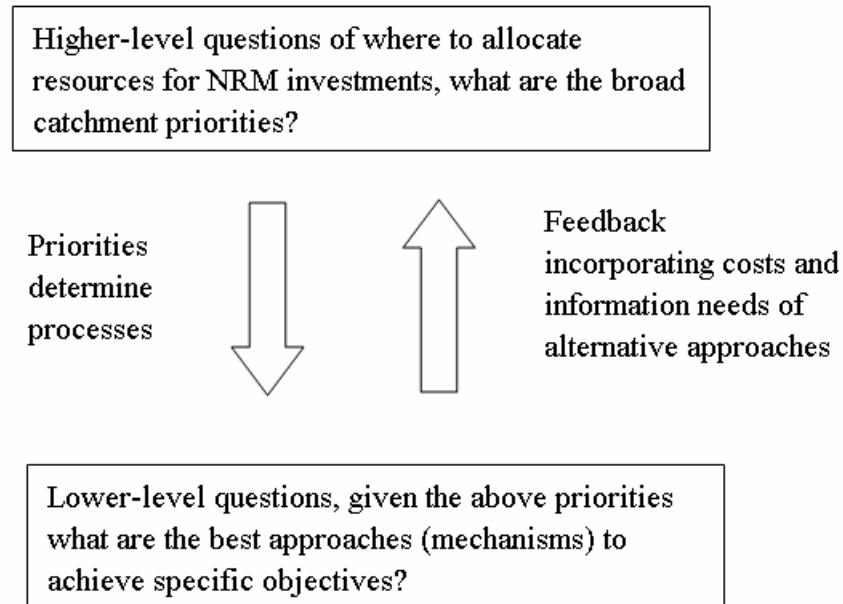 Higher-level questions of where to allocate
resources for NRM investments, what are the broad
catchment priorities?
Priorities
determine
processes
Feedback
incorporating costs and
information needs of
alternative approaches
Lower-level questions, given the above priorities
what are the best approaches (mechanisms) to
achieve specific objectives?